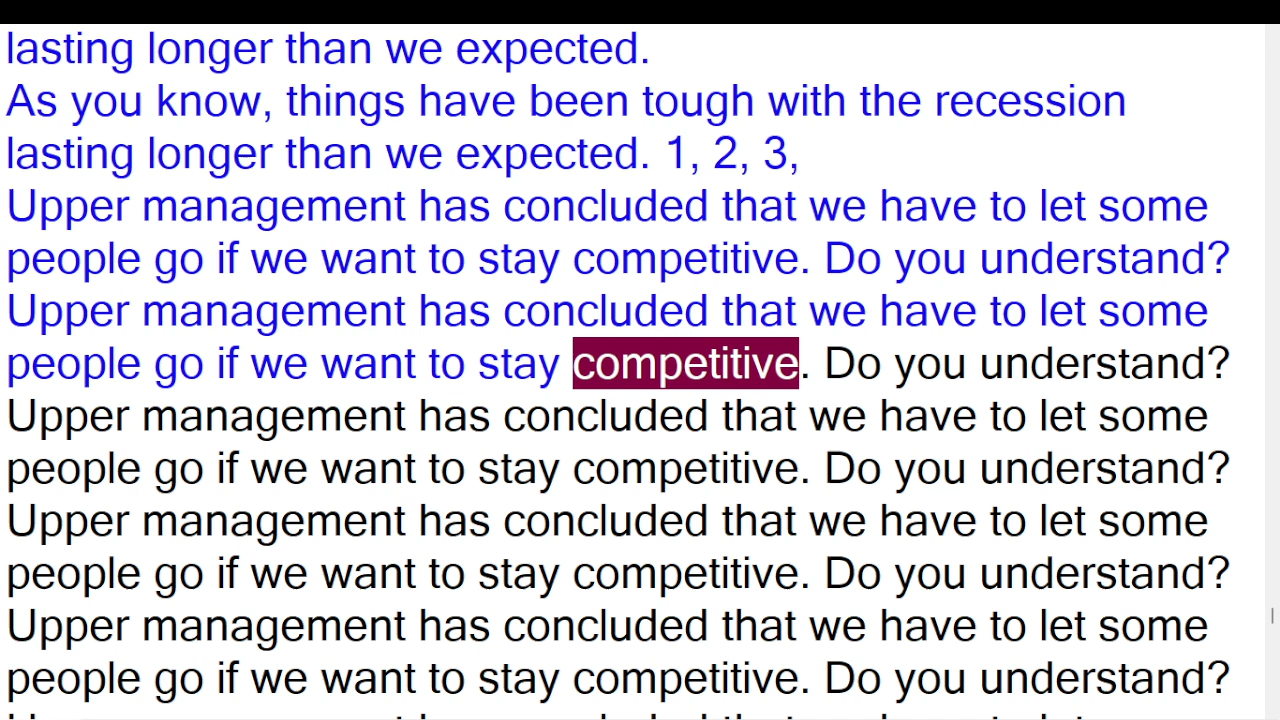 lasting longer than we expected.
As you know, things have been tough with the recession
lasting longer than we expected. 1, 2, 3,
Upper management has concluded that we have to let some
people go if we want to stay competitive. Do you understand?
Upper management has concluded that we have to let some
people go if we want to stay competitive. Do you understand?
Upper management has concluded that we have to let some
people go if we want to stay competitive. Do you understand?
Upper management has concluded that we have to let some
people go if we want to stay competitive. Do you understand?
Upper management has concluded that we have to let some
people go if we want to stay competitive. Do you understand?